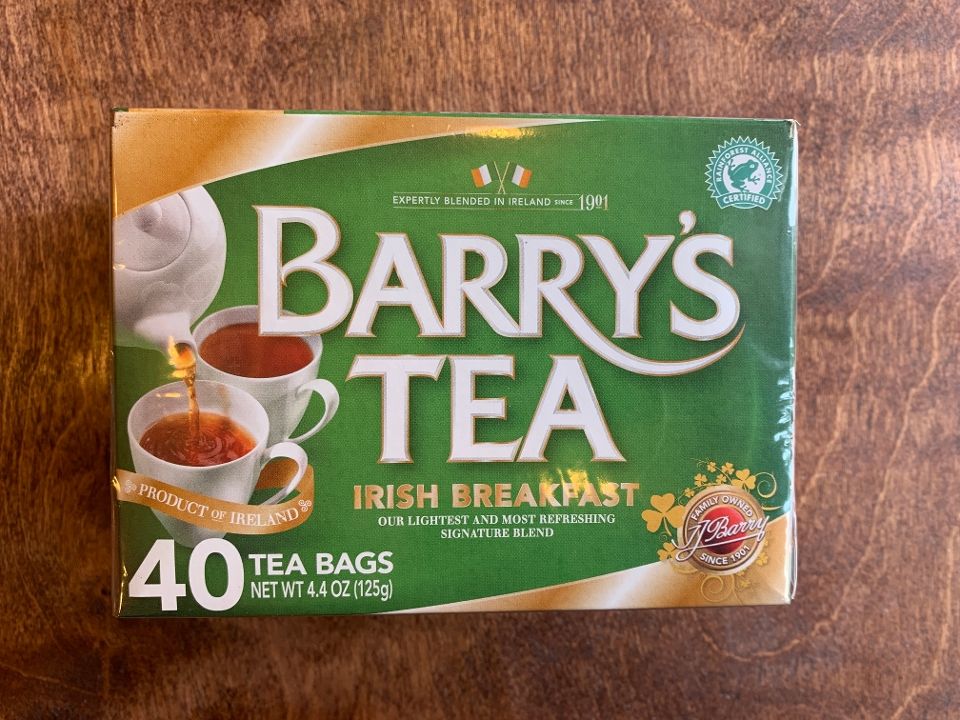 EXPERTLY BLENDED IN IRELAND SINCE 1901
RAINFOREST ALLIANCE
CERTIFIED
BARRY'S
TEA
IRISH BREAKFAST
OUR LIGHTEST AND MOST REFRESHING
SIGNATURE BLEND
PRODUCT OF IRELAND
FAMILY OWNED
J Barry
SINCE 1901
40 TEA BAGS
NET WT 4.4 OZ (125g)